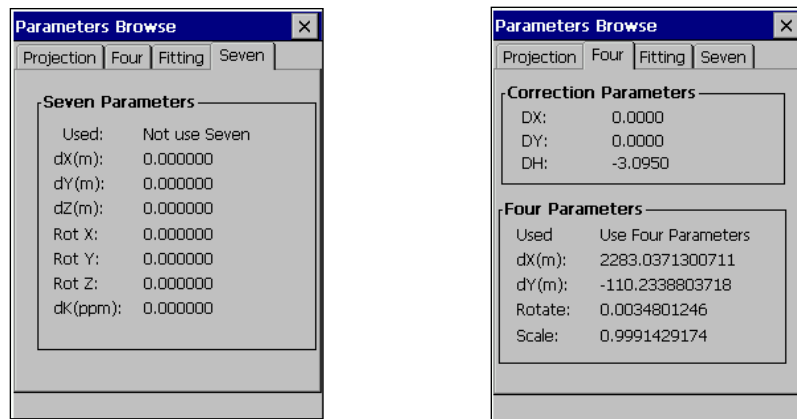 Parameters Browse
Projection Four Fitting Seven
Seven Parameters
Used: Not use Seven
dX(m): 0.000000
dY(m): 0.000000
dZ(m): 0.000000
Rot X: 0.000000
Rot Y: 0.000000
Rot Z: 0.000000
dK(ppm): 0.000000
Parameters Browse
Projection Four Fitting Seven
Correction Parameters
DX: 0.0000
DY: 0.0000
DH: -3.0950
Four Parameters
Used Use Four Parameters
dX(m): 2283.0371300711
dY(m): -110.2338803718
Rotate: 0.0034801246
Scale: 0.9991429174